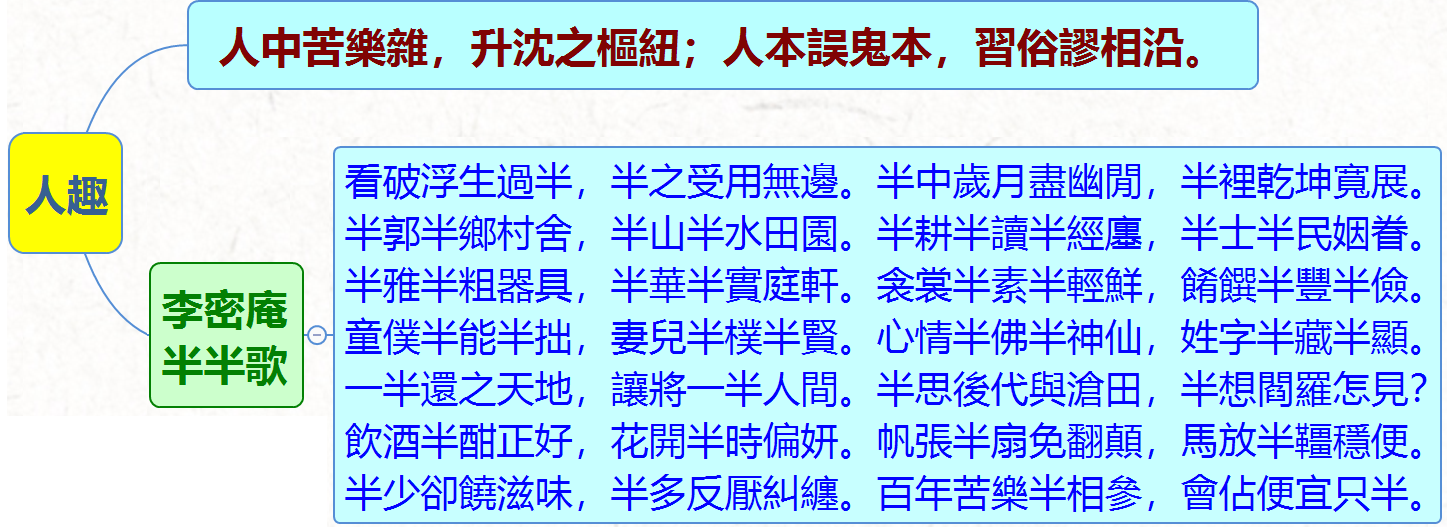 人中苦樂雜，升沈之樞紐；人本誤鬼本，習俗謬相沿。
人趣
李密庵
半半歌
看破浮生過半，半之受用無邊。半中歲月盡幽閒，半裡乾坤寬展。
半郭半鄉村舍，半山半水田園。半耕半讀半經廛，半士半民姻眷。
半雅半粗器具，半華半實庭軒。衾裳半素半輕鮮，餚饌半豐半儉。
童僕半能半拙，妻兒半樸半賢。心情半佛半神仙，姓字半藏半顯。
一半還之天地，讓將一半人間。半思後代與滄田，半想閻羅怎見？
飲酒半酣正好，花開半時偏妍。帆張半扇免翻顛，馬放半韁穩便。
半少卻饒滋味，半多反厭糾纏。百年苦樂半相參，會佔便宜只半。